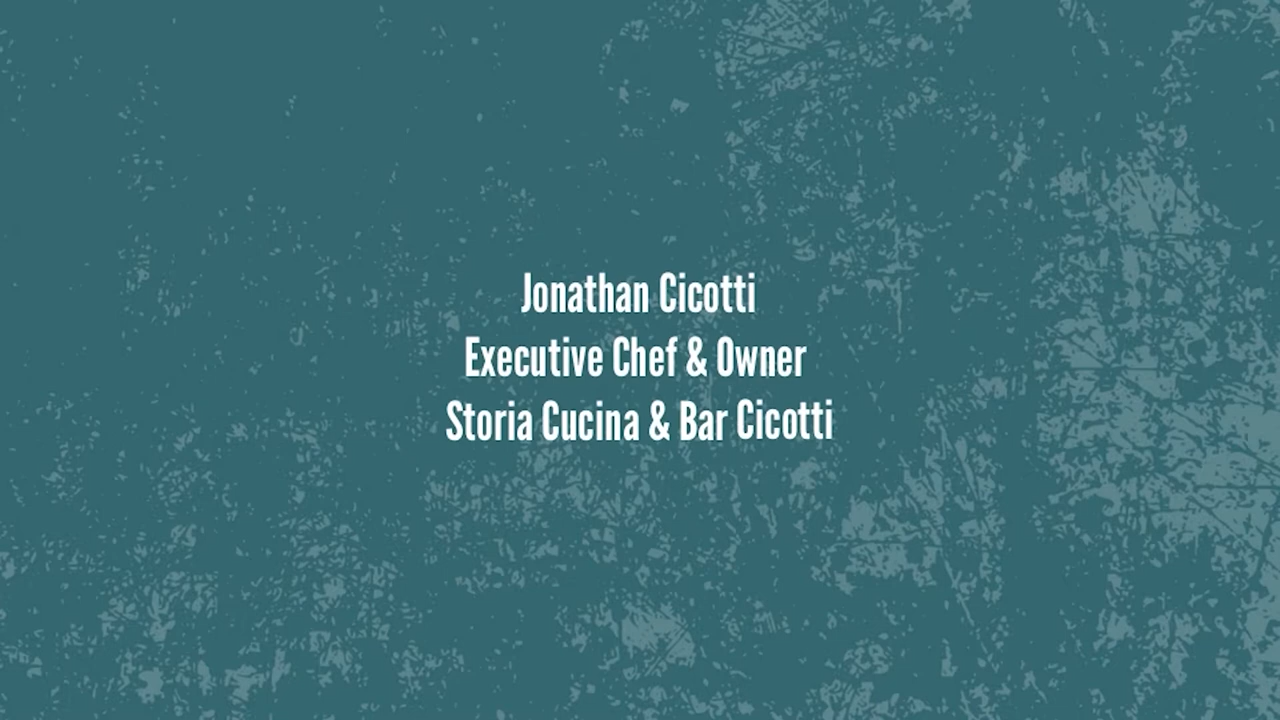 Jonathan Cicotti
Executive Chef & Owner
Storia Cucina & Bar Cicotti